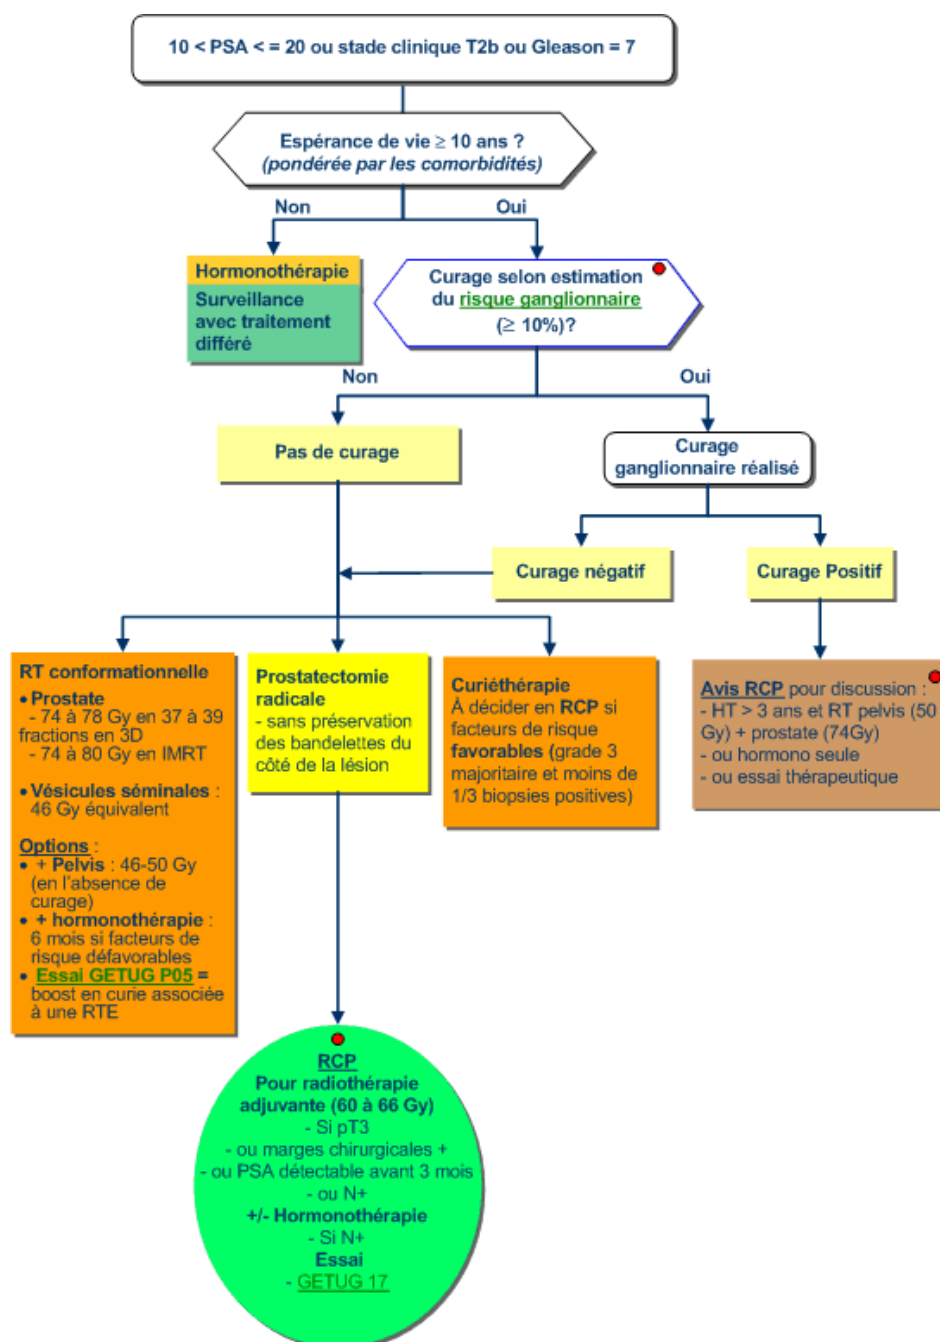 10 < PSA < = 20 ou stade clinique T2b ou Gleason = 7
Espérance de vie ≥ 10 ans ?
(pondérée par les comorbidités)
Non
Oui
Hormonothérapie
Surveillance
avec traitement
différé
Curage selon estimation
du risque ganglionnaire
(≥ 10%)?
Non
Oui
Pas de curage
Curage
ganglionnaire réalisé
Curage négatif
Curage Positif
RT conformationnelle
• Prostate
- 74 à 78 Gy en 37 à 39
fractions en 3D
- 74 à 80 Gy en IMRT
• Vésicules séminales :
46 Gy équivalent
Options :
• + Pelvis : 46-50 Gy
(en l'absence de
curage)
• + hormonothérapie :
6 mois si facteurs de
risque défavorables
• Essai GETUG P05 =
boost en curie associée
à une RTE
Prostatectomie
radicale
- sans préservation
des bandelettes du
côté de la lésion
Curiéthérapie
À décider en RCP si
facteurs de risque
favorables (grade 3
majoritaire et moins de
1/3 biopsies positives)
Avis RCP pour discussion :
- HT > 3 ans et RT pelvis (50
Gy) + prostate (74Gy)
- ou hormono seule
- ou essai thérapeutique
RCP
Pour radiothérapie
adjuvante (60 à 66 Gy)
- Si pT3
- ou marges chirurgicales +
- ou PSA détectable avant 3 mois
- ou N+
+/- Hormonothérapie
- Si N+
Essai
- GETUG 17